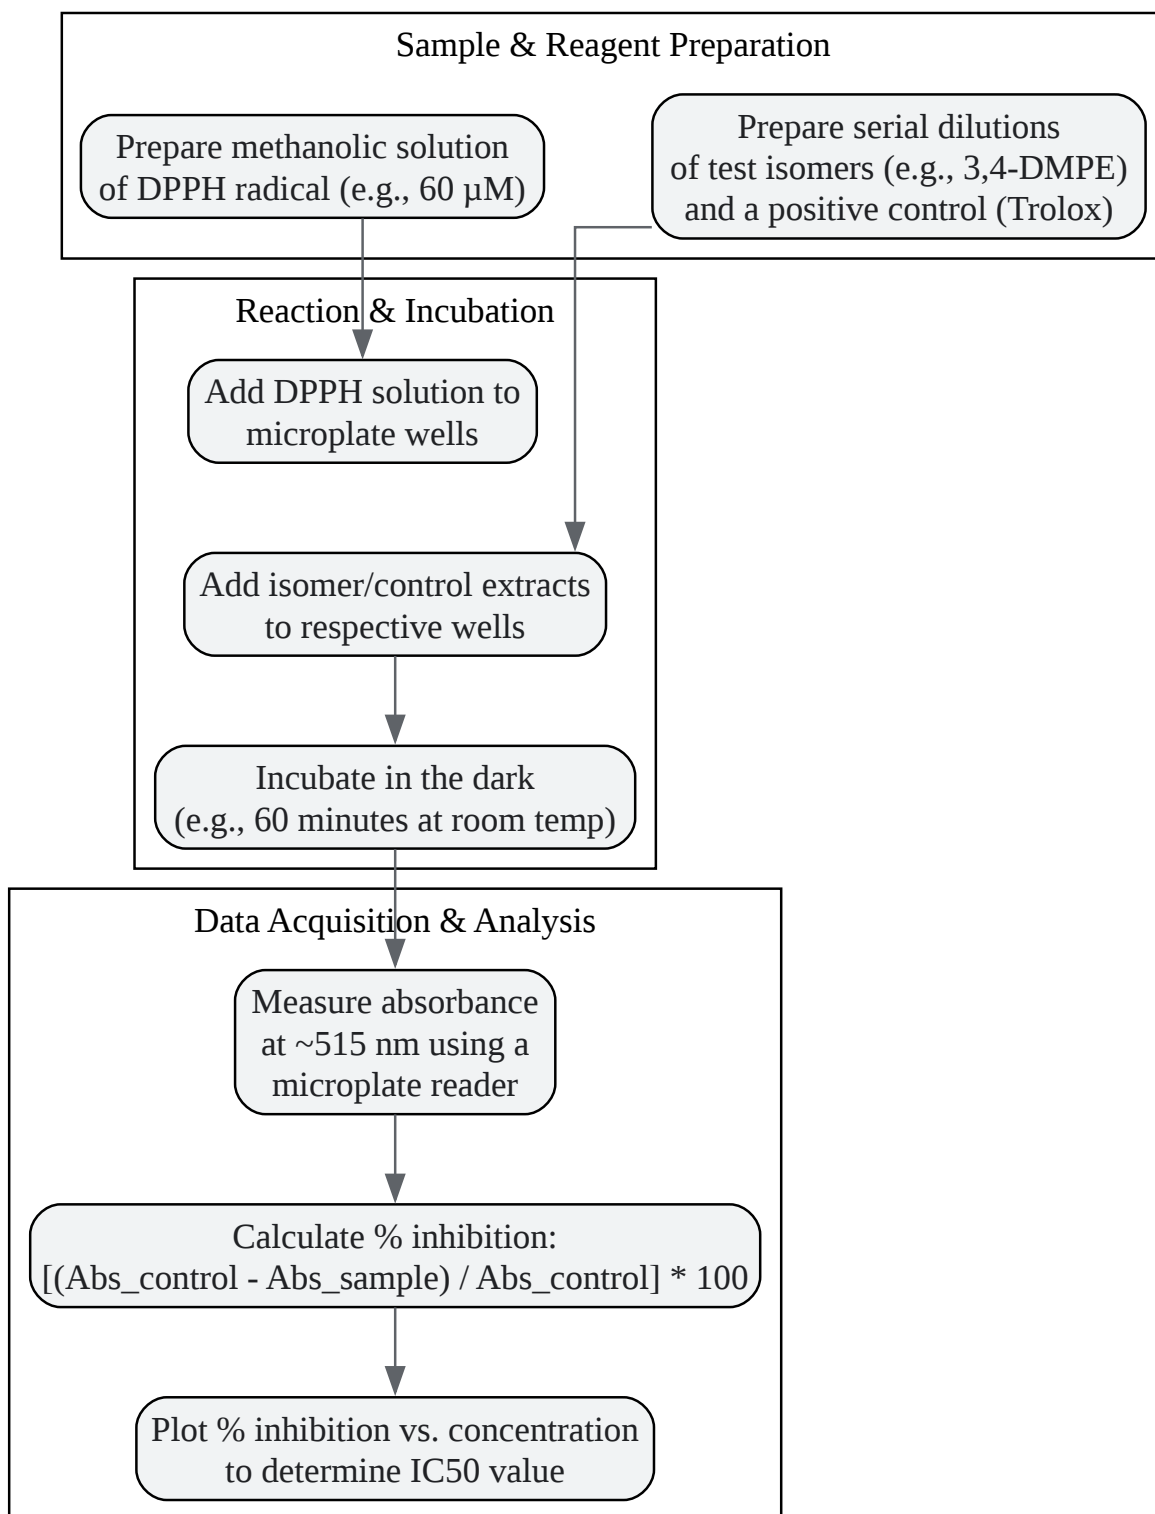 Sample & Reagent Preparation
Prepare methanolic solution
of DPPH radical (e.g., 60 µM)
Prepare serial dilutions
of test isomers (e.g., 3,4-DMPE)
and a positive control (Trolox)
Reaction & Incubation
Add DPPH solution to
microplate wells
Add isomer/control extracts
to respective wells
Incubate in the dark
(e.g., 60 minutes at room temp)
Data Acquisition & Analysis
Measure absorbance
at ~515 nm using a
microplate reader
Calculate % inhibition:
[(Abs_control - Abs_sample) / Abs_control] * 100
Plot % inhibition vs. concentration
to determine IC50 value